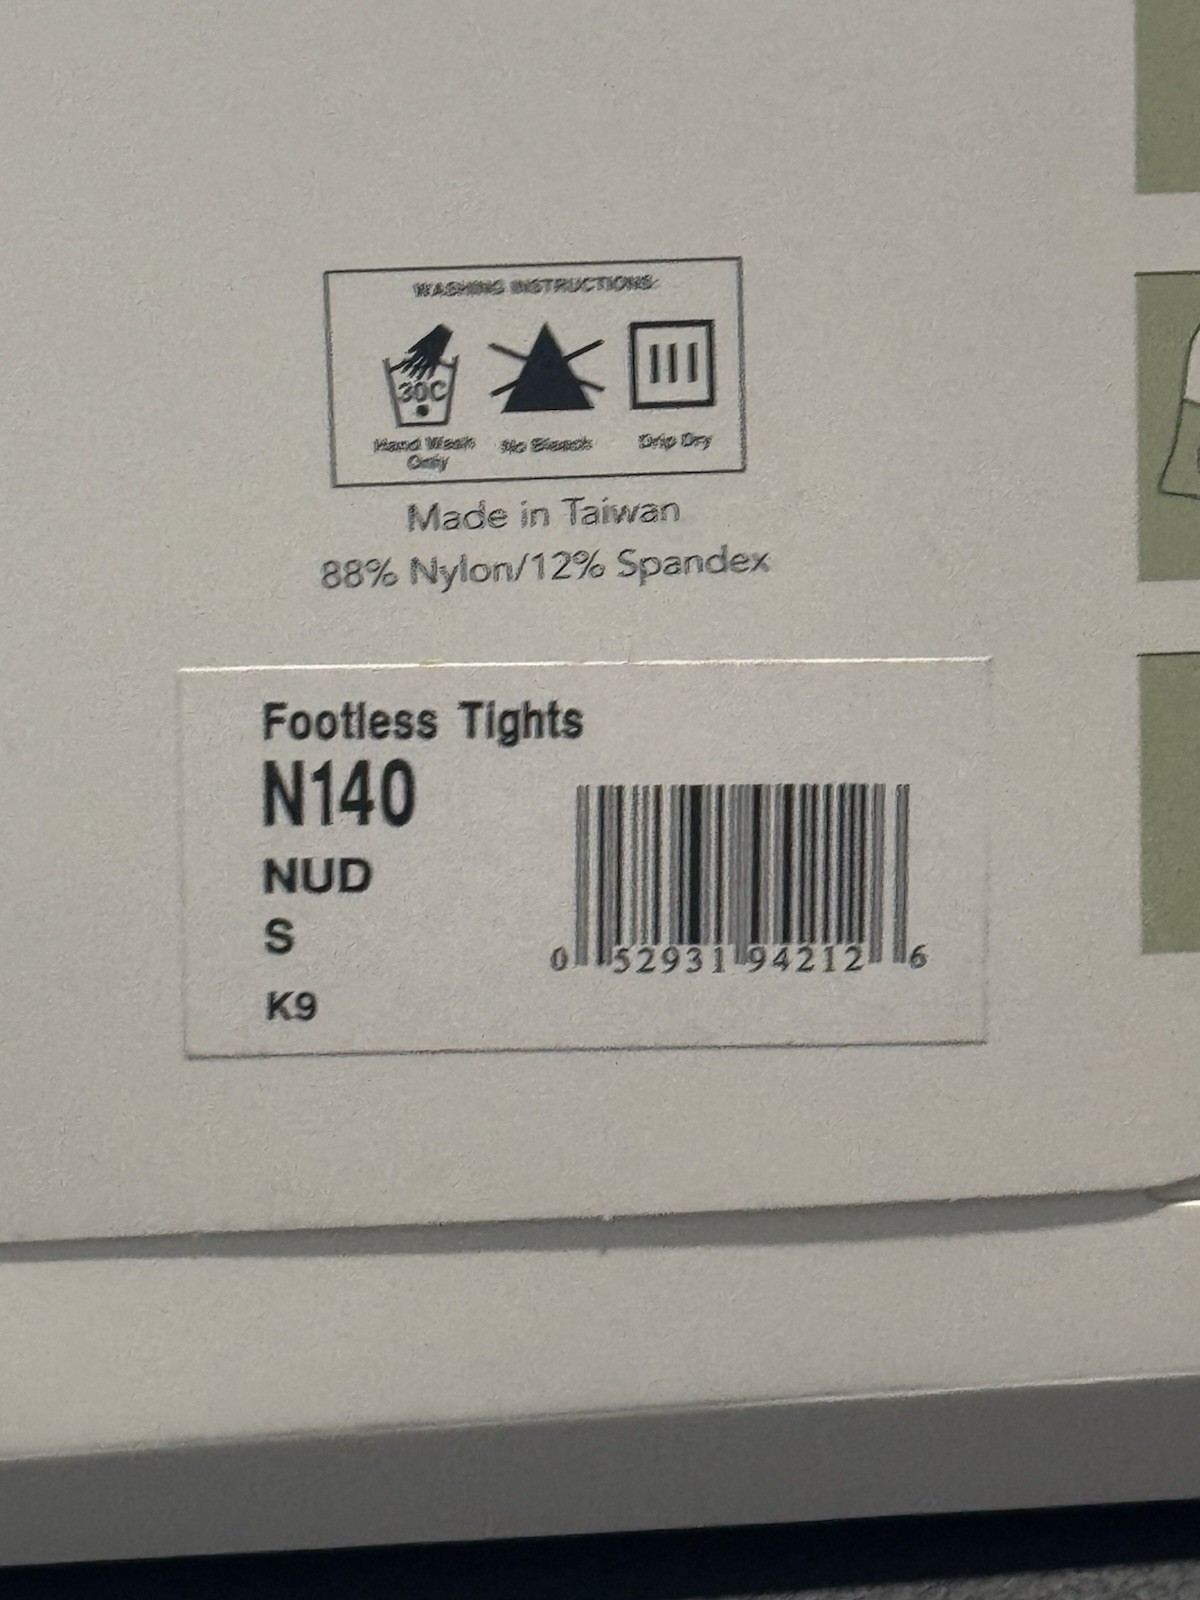 WASHING INSTRUCTIONS:
30C
Hand Wash Only
No Bleach
Drip Dry
Made in Taiwan
88% Nylon/12% Spandex
Footless Tights
N140
NUD
S
K9
0 52931 94212 6